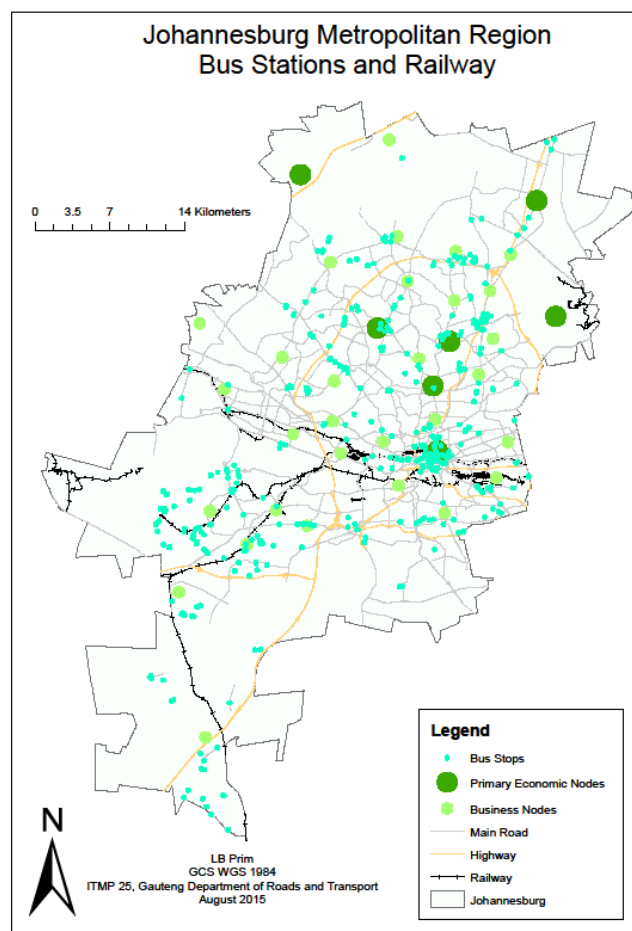 Johannesburg Metropolitan Region
Bus Stations and Railway
0 3.5 7 14 Kilometers
Legend
Bus Stops
Primary Economic Nodes
Business Nodes
Main Road
Highway
Railway
Johannesburg
N
LB Prim
GCS WGS 1984
ITMP 25, Gauteng Department of Roads and Transport
August 2015